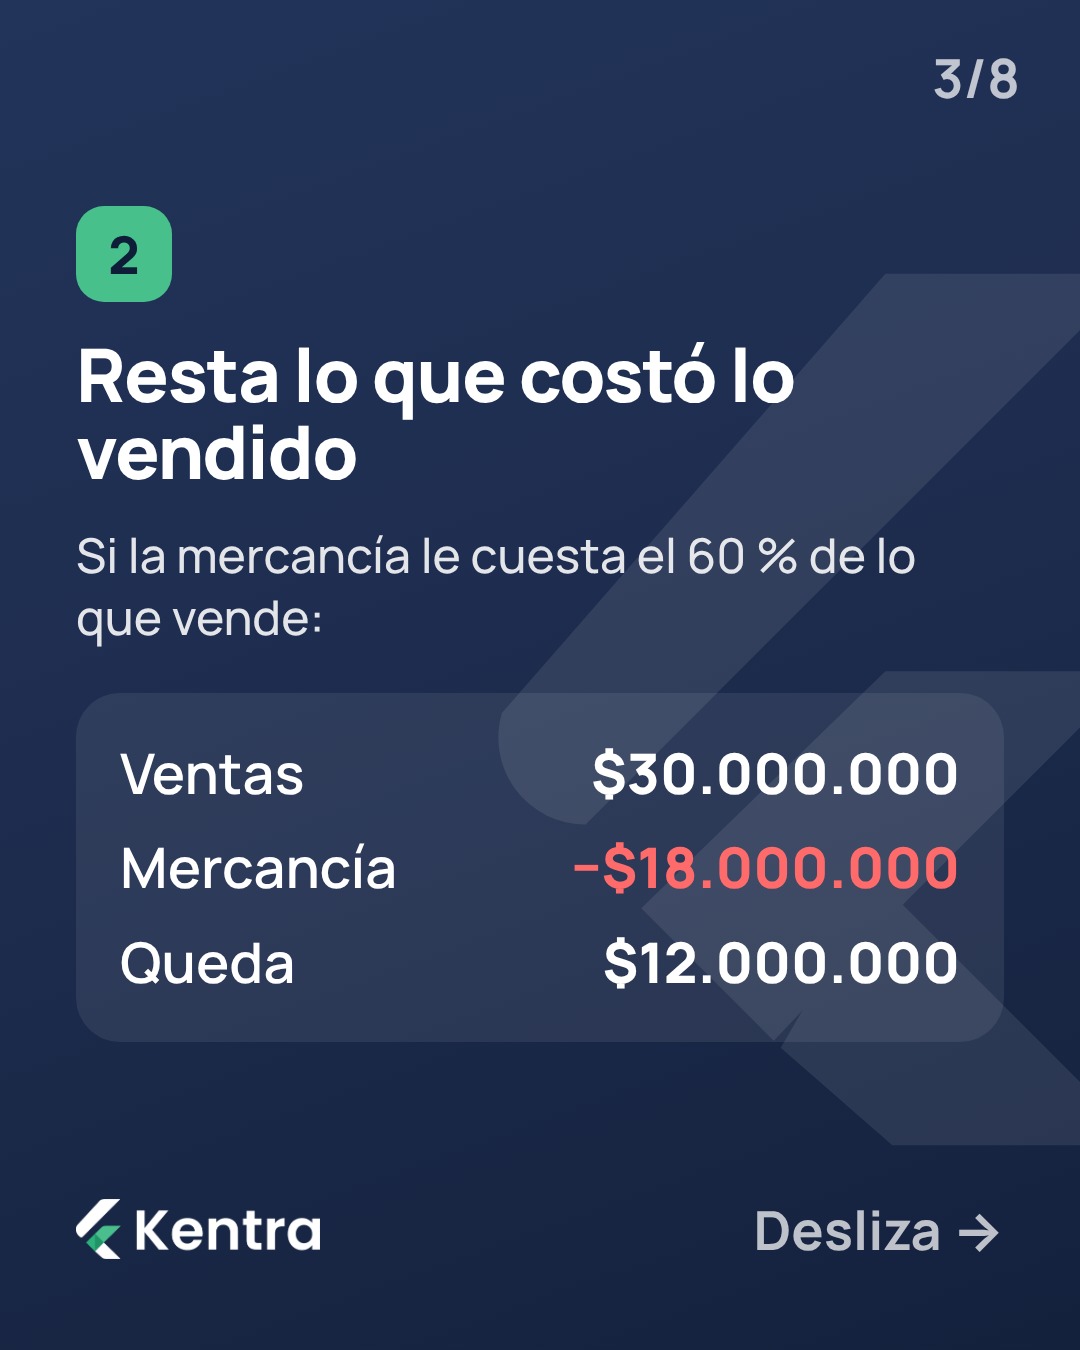 3/8
2
Resta lo que costó lo
vendido
Si la mercancía le cuesta el 60 % de lo
que vende:
Ventas $30.000.000
Mercancía −$18.000.000
Queda $12.000.000
Kentra
Desliza →